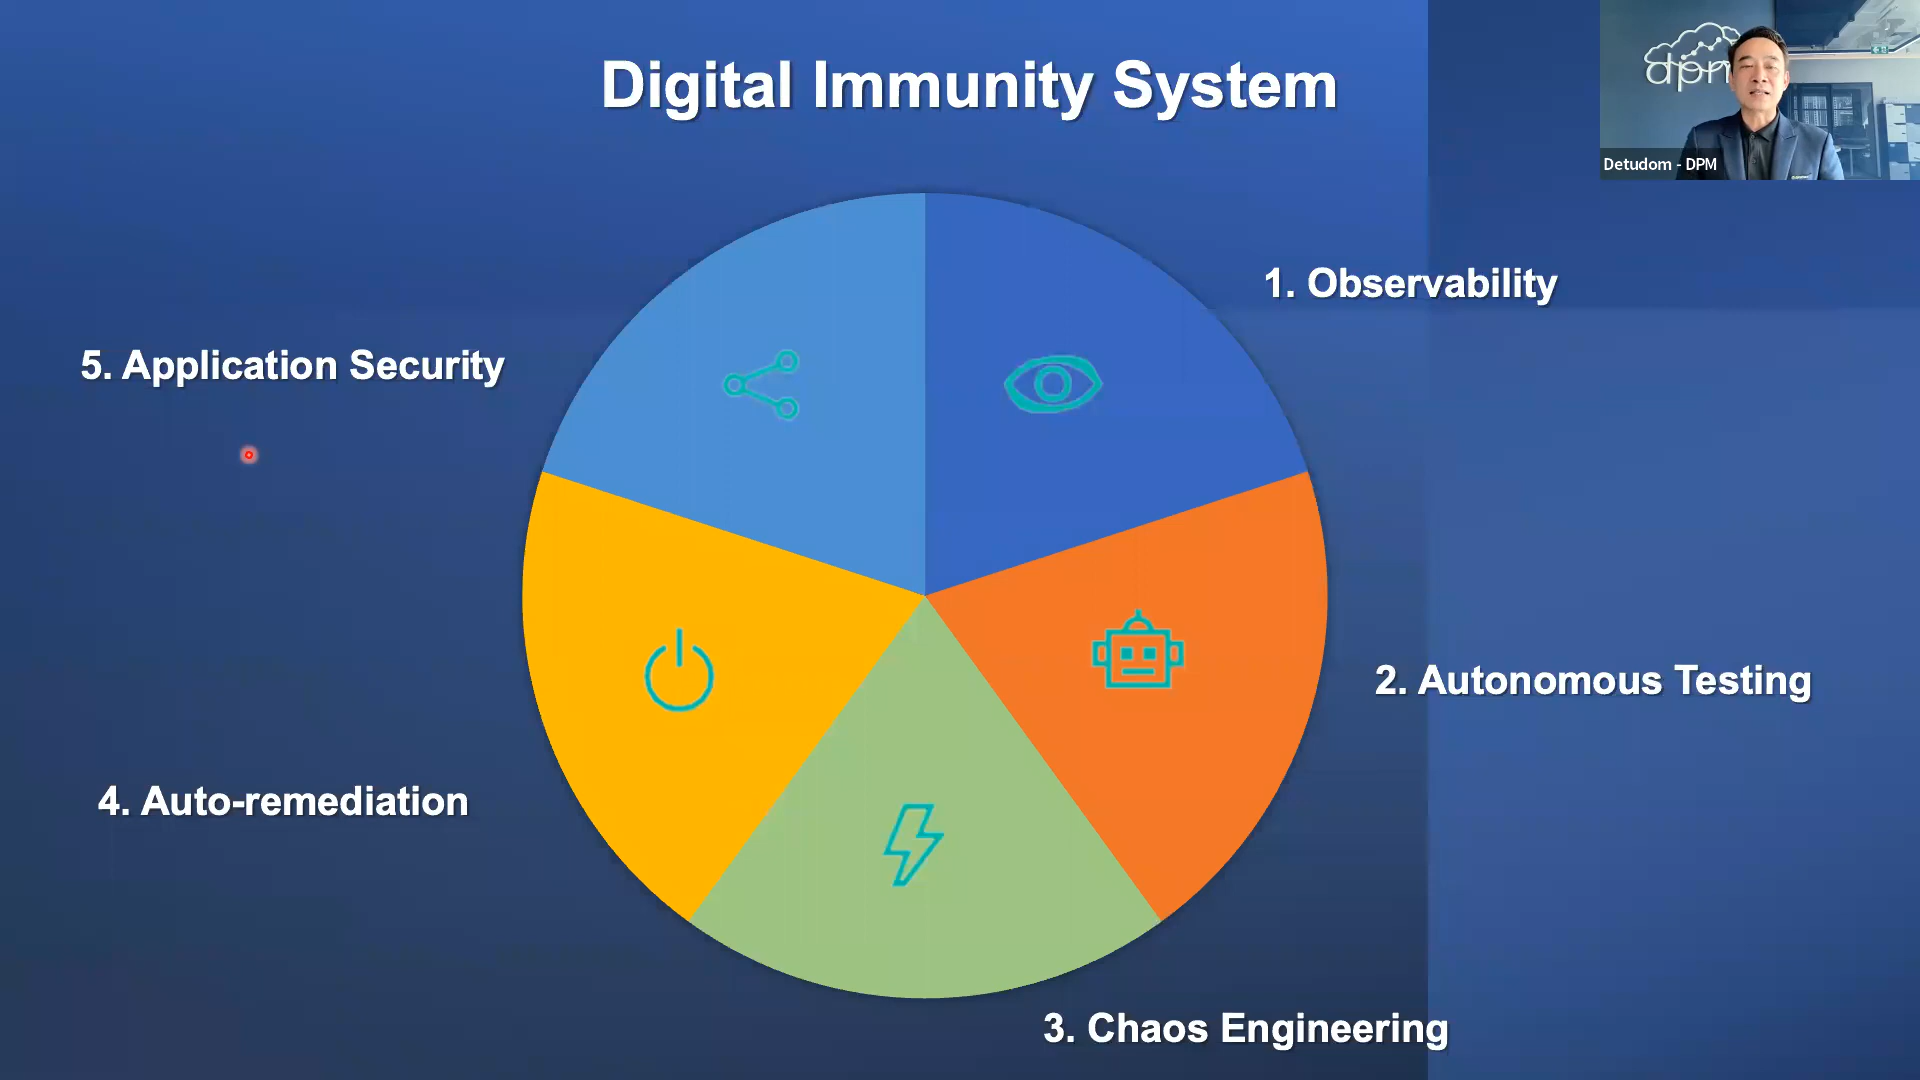 Digital Immunity System
dpm
Detudom - DPM
1. Observability
5. Application Security
2. Autonomous Testing
4. Auto-remediation
3. Chaos Engineering